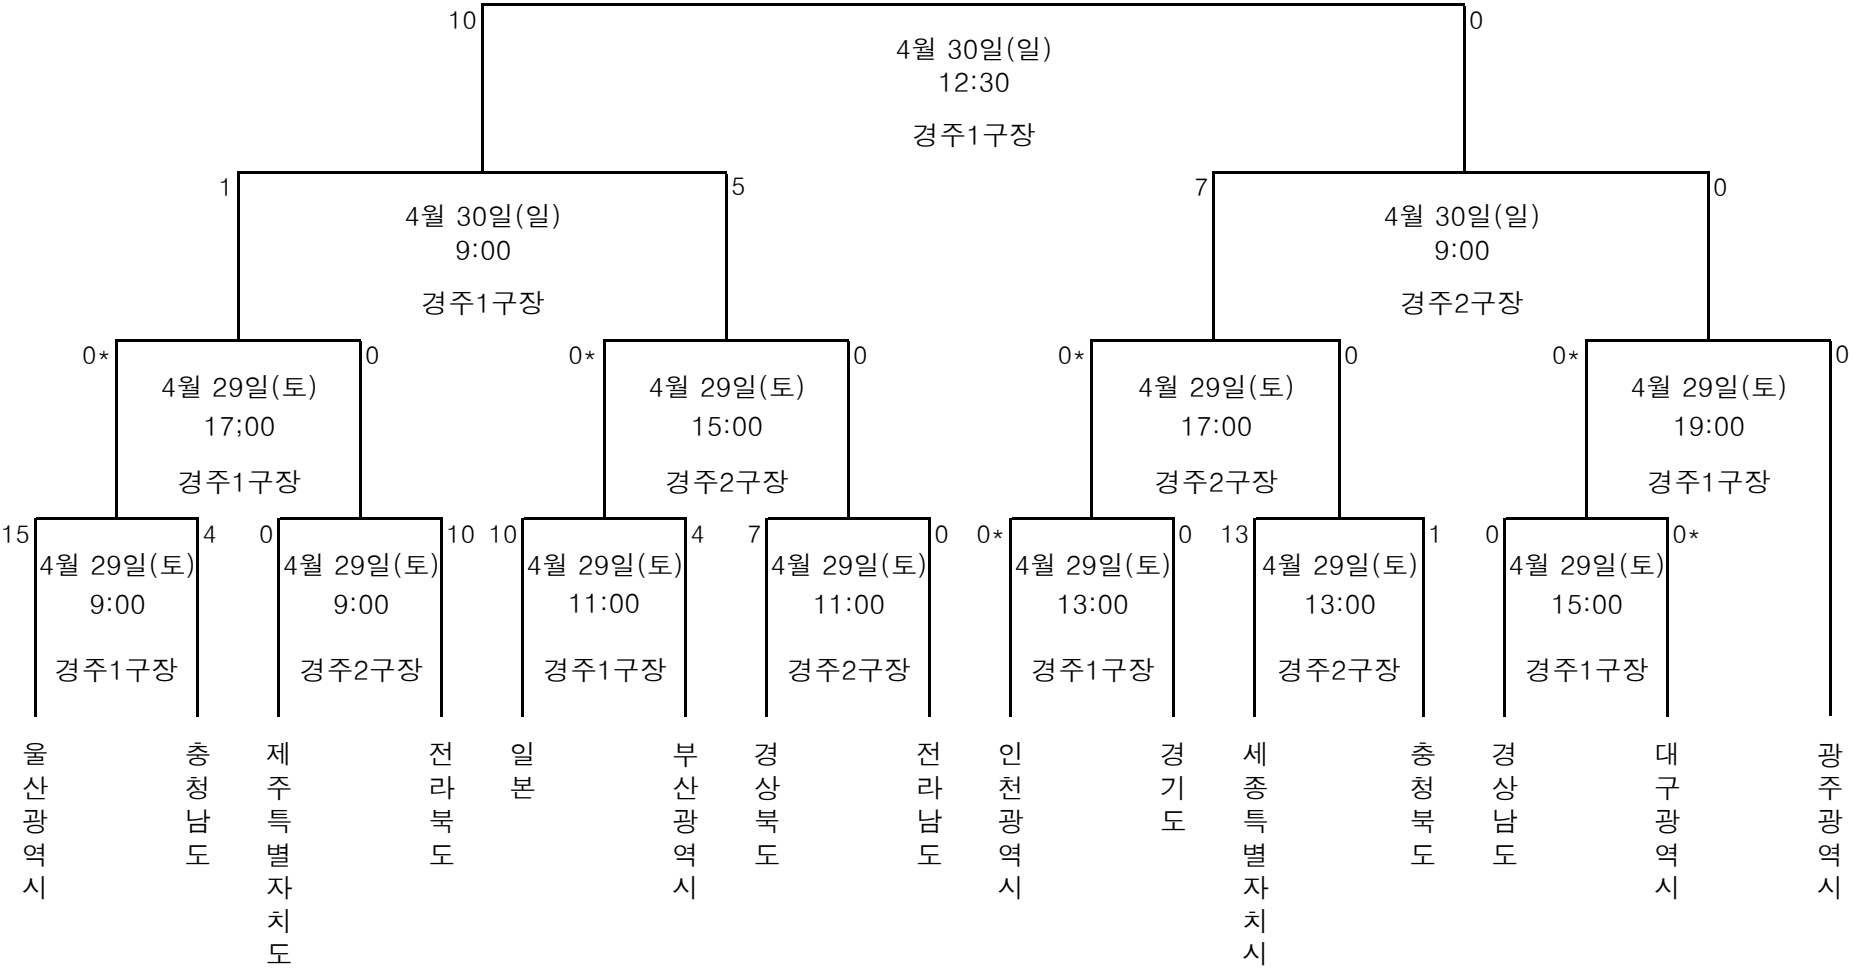 10
0
4월 30일(일)
12:30
경주1구장
1
5
7
0
4월 30일(일)
9:00
경주1구장
4월 30일(일)
9:00
경주2구장
0*
0
0*
0
0*
0
0*
0
4월 29일(토)
17;00
경주1구장
4월 29일(토)
15:00
경주2구장
4월 29일(토)
17:00
경주2구장
4월 29일(토)
19:00
경주1구장
15
4
0
10
10
4
7
0
0*
0
13
1
0
0*
4월 29일(토)
9:00
경주1구장
4월 29일(토)
9:00
경주2구장
4월 29일(토)
11:00
경주1구장
4월 29일(토)
11:00
경주2구장
4월 29일(토)
13:00
경주1구장
4월 29일(토)
13:00
경주2구장
4월 29일(토)
15:00
경주1구장
울산광역시
충청남도
제주특별자치도
전라북도
일본
부산광역시
경상북도
전라남도
인천광역시
경기도
세종특별자치시
충청북도
경상남도
대구광역시
광주광역시